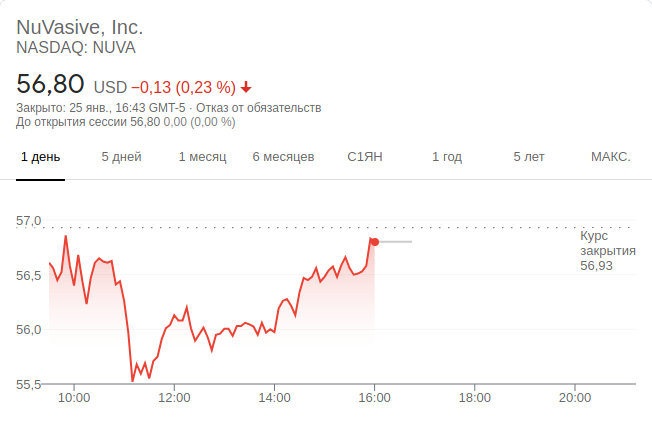 NuVasive, Inc.
NASDAQ: NUVA
56,80 USD −0,13 (0,23 %)
Закрыто: 25 янв., 16:43 GMT-5 · Отказ от обязательств
До открытия сессии 56,80 0,00 (0,00 %)
1 день 5 дней 1 месяц 6 месяцев С1ЯН 1 год 5 лет МАКС.
57,0
Курс
закрытия
56,93
56,5
56,0
55,5
10:00 12:00 14:00 16:00 18:00 20:00